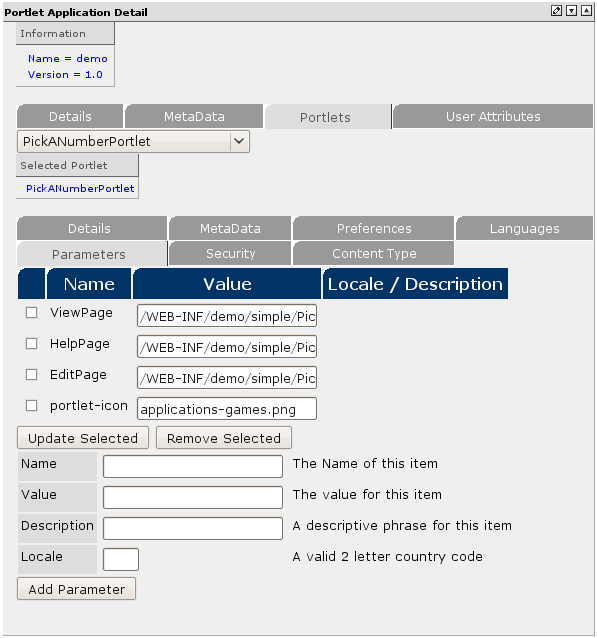 Portlet Application Detail
Information
Name = demo
Version = 1.0
Details MetaData Portlets User Attributes
PickANumberPortlet
Selected Portlet
PickANumberPortlet
Details MetaData Preferences Languages
Parameters Security Content Type
Name Value Locale / Description
ViewPage /WEB-INF/demo/simple/Pic
HelpPage /WEB-INF/demo/simple/Pic
EditPage /WEB-INF/demo/simple/Pic
portlet-icon applications-games.png
Update Selected Remove Selected
Name The Name of this item
Value The value for this item
Description A descriptive phrase for this item
Locale A valid 2 letter country code
Add Parameter